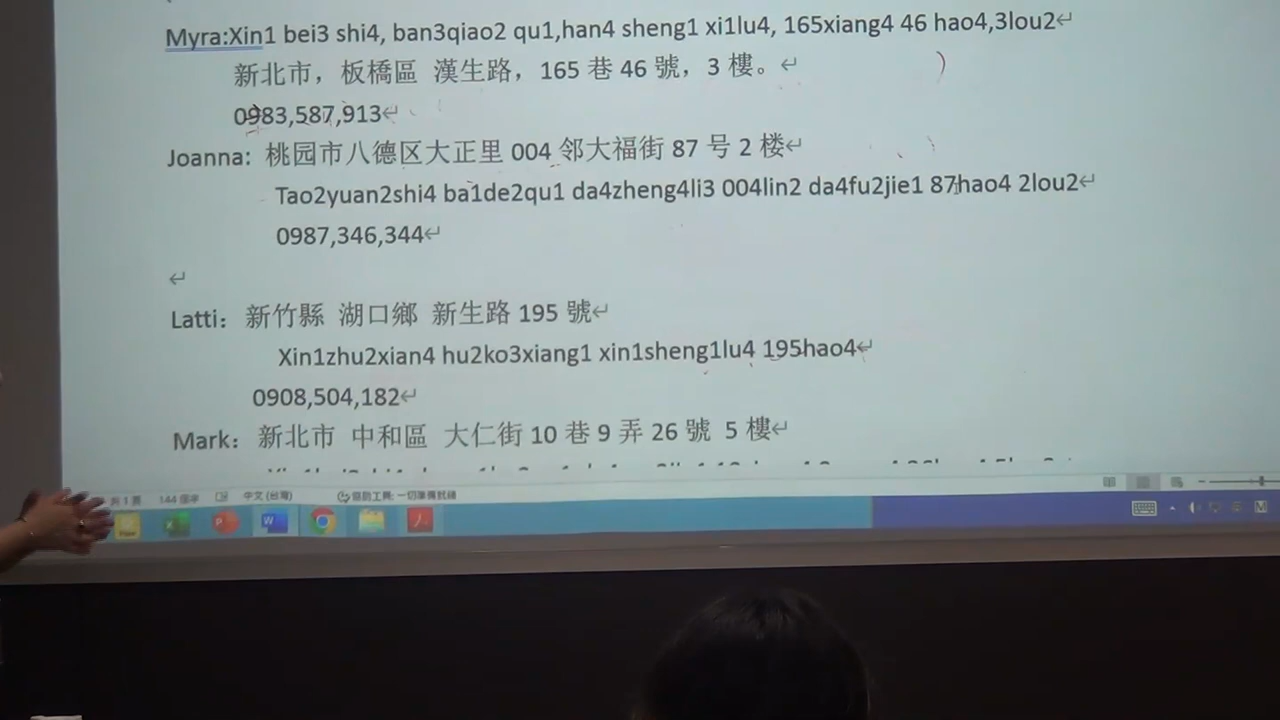 Myra:Xin1 bei3 shi4, ban3qiao2 qu1,han4 sheng1 xi1lu4, 165xiang4 46 hao4,3lou2
新北市，板橋區 漢生路，165 巷 46 號，3 樓。
0983,587,913
Joanna: 桃园市八德区大正里 004 邻大福街 87 号 2 楼
Tao2yuan2shi4 ba1de2qu1 da4zheng4li3 004lin2 da4fu2jie1 87hao4 2lou2
0987,346,344
Latti：新竹縣 湖口鄉 新生路 195 號
Xin1zhu2xian4 hu2ko3xiang1 xin1sheng1lu4 195hao4
0908,504,182
Mark：新北市 中和區 大仁街 10 巷 9 弄 26 號 5 樓
中文 (台灣)